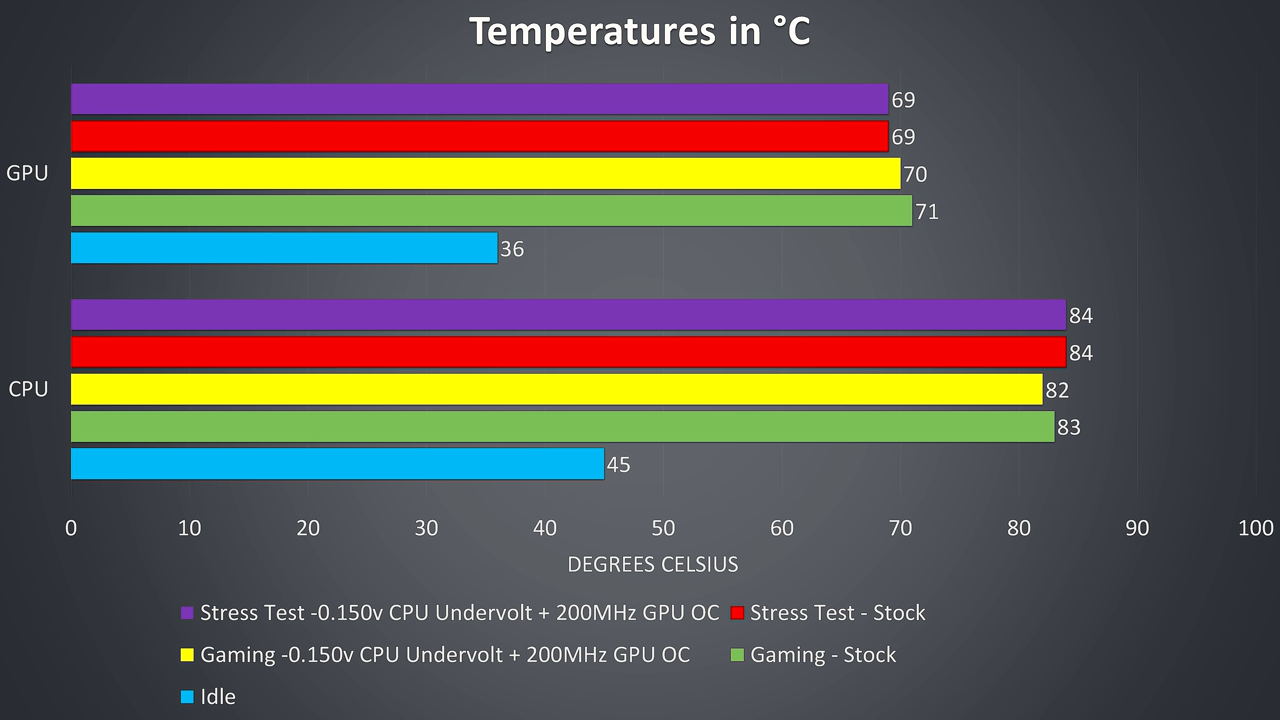 Temperatures in °C
69
69
GPU
70
71
36
84
84
CPU
82
83
45
0 10 20 30 40 50 60 70 80 90 100
DEGREES CELSIUS
Stress Test -0.150v CPU Undervolt + 200MHz GPU OC Stress Test - Stock
Gaming -0.150v CPU Undervolt + 200MHz GPU OC Gaming - Stock
Idle